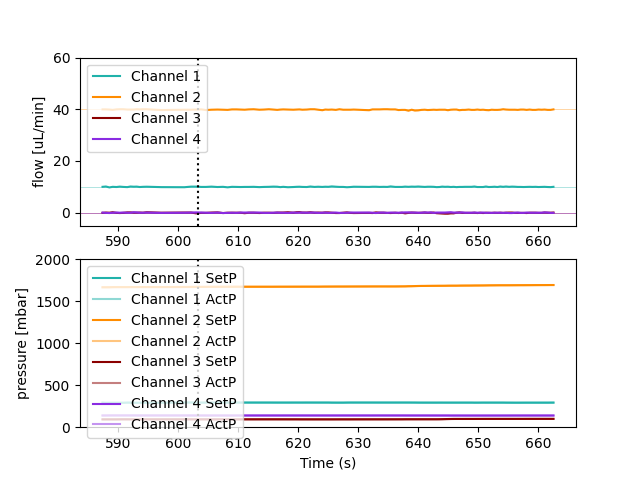 60
40
20
0
flow [uL/min]
Channel 1
Channel 2
Channel 3
Channel 4
590 600 610 620 630 640 650 660
2000
1500
1000
500
0
pressure [mbar]
Channel 1 SetP
Channel 1 ActP
Channel 2 SetP
Channel 2 ActP
Channel 3 SetP
Channel 3 ActP
Channel 4 SetP
Channel 4 ActP
590 600 610 620 630 640 650 660
Time (s)